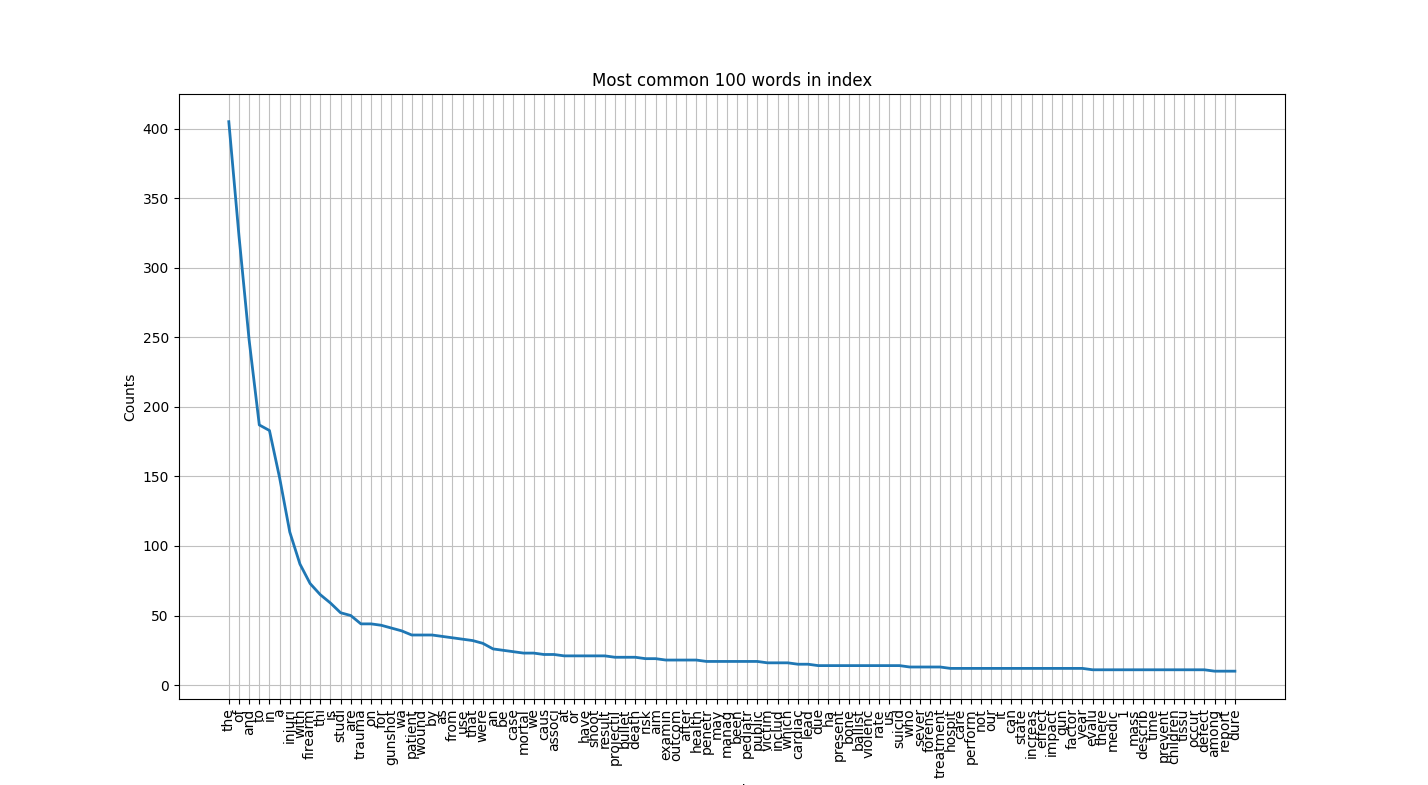 Most common 100 words in index
Counts
400
350
300
250
200
150
100
50
0
the
of
and
to
in
a
injuri
with
firearm
thi
is
studi
are
trauma
on
for
gunshot
wa
patient
wound
by
as
from
use
that
were
an
be
case
mortal
we
caus
associ
at
or
have
shoot
result
projectil
bullet
death
risk
aim
examin
outcom
after
health
penetr
may
manag
been
pediatr
public
victim
includ
which
cardiac
lead
due
ha
present
bone
ballist
violenc
rate
us
suicid
who
sever
forens
treatment
hospit
care
perform
not
our
it
can
state
increas
effect
impact
gun
factor
year
evalu
there
medic
1
mass
describ
time
prevent
children
tissu
occur
defect
among
report
dure